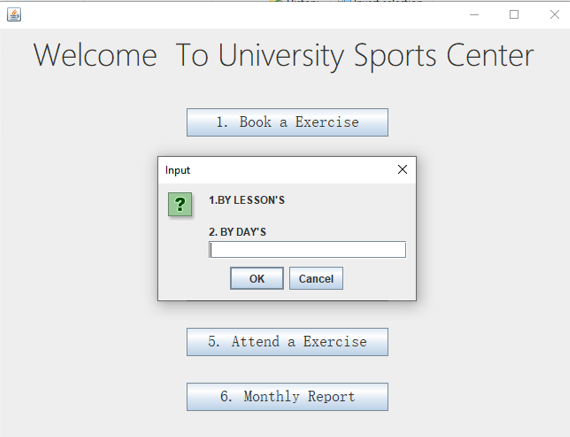 Welcome To University Sports Center
1. Book a Exercise
Input
?
1.BY LESSON'S
2. BY DAY'S
OK Cancel
5. Attend a Exercise
6. Monthly Report